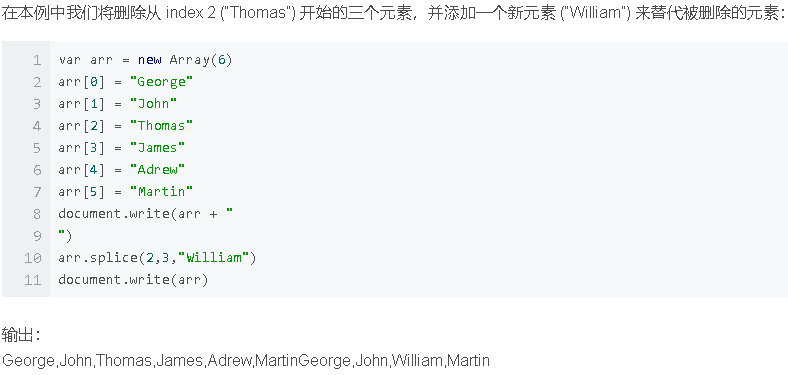 在本例中我们将删除从 index 2 ("Thomas") 开始的三个元素，并添加一个新元素 ("William") 来替代被删除的元素：
1 var arr = new Array(6)
2 arr[0] = "George"
3 arr[1] = "John"
4 arr[2] = "Thomas"
5 arr[3] = "James"
6 arr[4] = "Adrew"
7 arr[5] = "Martin"
8 document.write(arr + "
9 ")
10 arr.splice(2,3,"William")
11 document.write(arr)
输出：
George,John,Thomas,James,Adrew,MartinGeorge,John,William,Martin